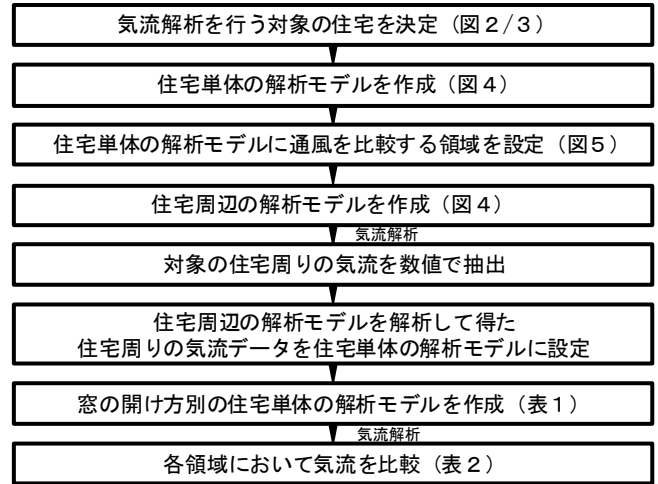 気流解析を行う対象の住宅を決定（図２/３）
住宅単体の解析モデルを作成（図４）
住宅単体の解析モデルに通風を比較する領域を設定（図５）
住宅周辺の解析モデルを作成（図４）
気流解析
対象の住宅周りの気流を数値で抽出
住宅周辺の解析モデルを解析して得た
住宅周りの気流データを住宅単体の解析モデルに設定
窓の開け方別の住宅単体の解析モデルを作成（表１）
気流解析
各領域において気流を比較（表２）